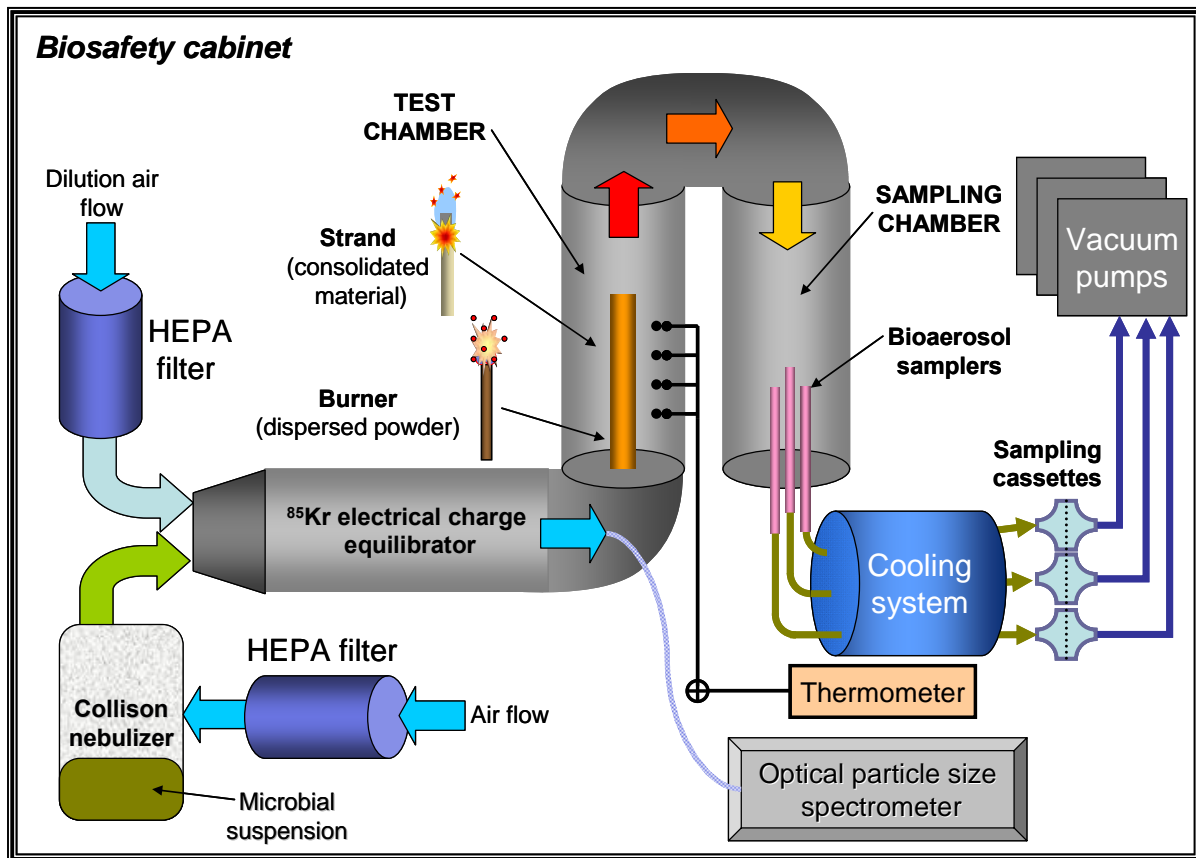 Biosafety cabinet
Dilution air
flow
HEPA
filter
TEST
CHAMBER
Strand
(consolidated
material)
Burner
(dispersed powder)
SAMPLING
CHAMBER
Vacuum
pumps
Bioaerosol
samplers
Sampling
cassettes
⁸⁵Kr electrical charge
equilibrator
Cooling
system
HEPA filter
Collison
nebulizer
Air flow
Thermometer
Microbial
suspension
Optical particle size
spectrometer